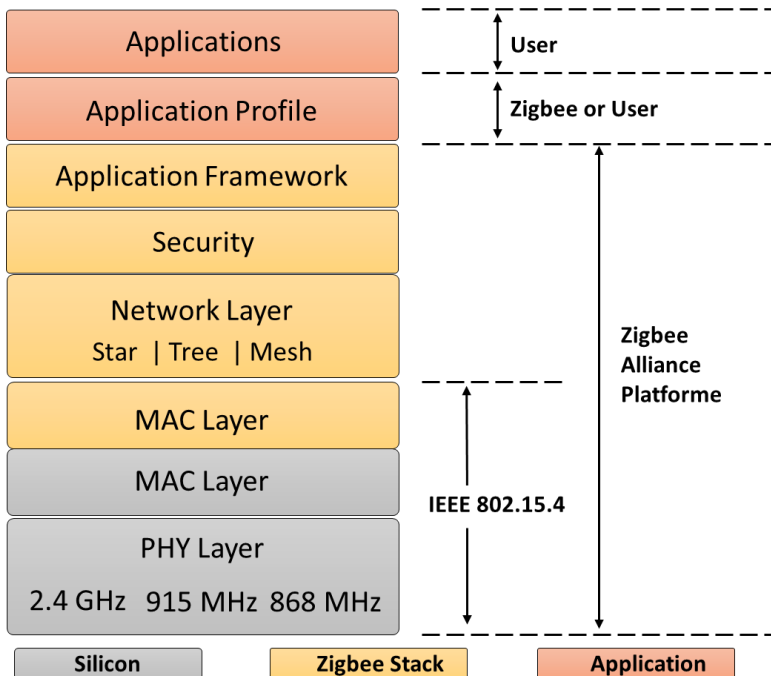 Applications
User
Application Profile
Zigbee or User
Application Framework
Security
Network Layer
Star | Tree | Mesh
Zigbee
Alliance
Platforme
MAC Layer
MAC Layer
IEEE 802.15.4
PHY Layer
2.4 GHz 915 MHz 868 MHz
Silicon
Zigbee Stack
Application